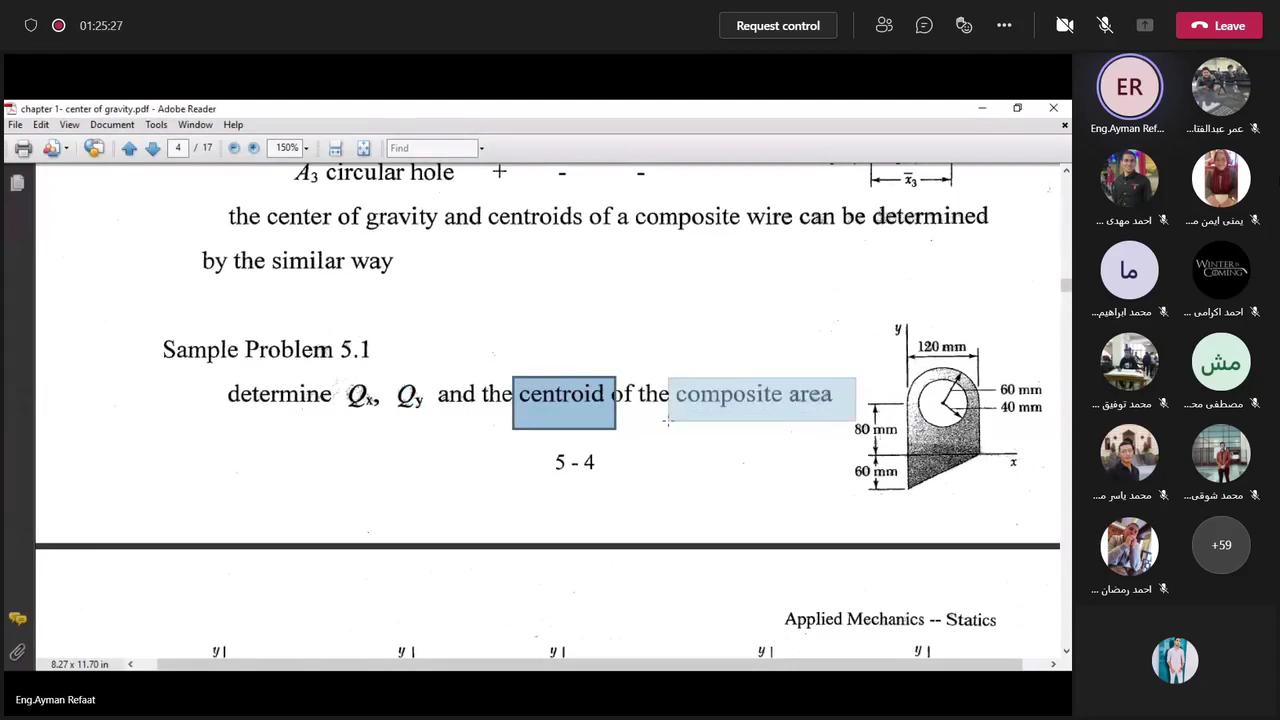 01:25:27
Request control
Leave
chapter 1- center of gravity.pdf - Adobe Reader
File Edit View Document Tools Window Help
4 / 17 150% Find
A3 circular hole + - - x̄3
the center of gravity and centroids of a composite wire can be determined
by the similar way
Sample Problem 5.1
determine Qx, Qy and the centroid of the composite area
5 - 4
y
120 mm
60 mm
40 mm
80 mm
60 mm
x
Applied Mechanics -- Statics
y y y y y
8.27 x 11.70 in
Eng.Ayman Refaat
ER
Eng.Ayman Ref...
عمر عبدالفتا...
احمد مهدى ...
يمنى ايمن م...
ما
محمد ابراهيم...
WINTER IS COMING
احمد اكرامى ...
محمد توفيق ...
مش
مصطفى مح...
محمد ياسر م...
محمد شوقى...
احمد رمضان ...
+59